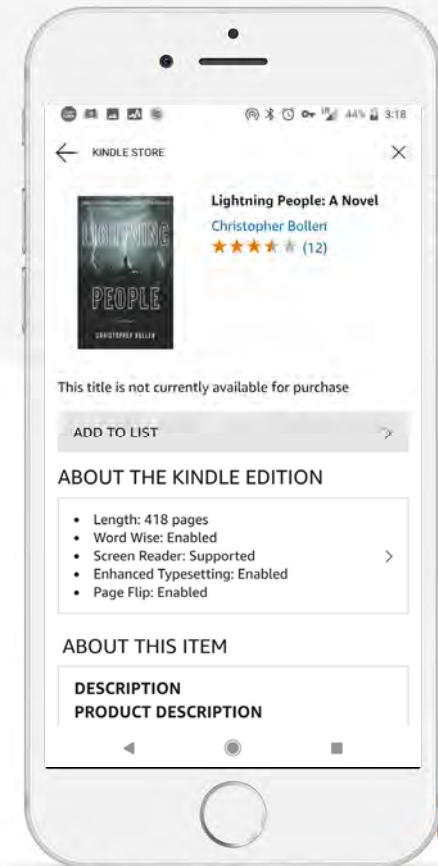 44% 3:18
KINDLE STORE
Lightning People: A Novel
Christopher Bollen
(12)
LIGHTNING
PEOPLE
CHRISTOPHER BOLLEN
This title is not currently available for purchase
ADD TO LIST
ABOUT THE KINDLE EDITION
• Length: 418 pages
• Word Wise: Enabled
• Screen Reader: Supported
• Enhanced Typesetting: Enabled
• Page Flip: Enabled
ABOUT THIS ITEM
DESCRIPTION
PRODUCT DESCRIPTION